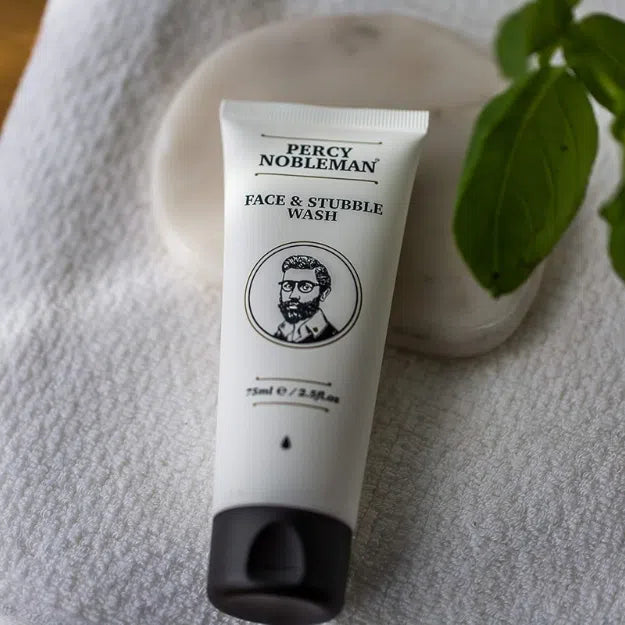 PERCY
NOBLEMAN®
FACE & STUBBLE
WASH
75ml ℮ / 2.5fl.oz